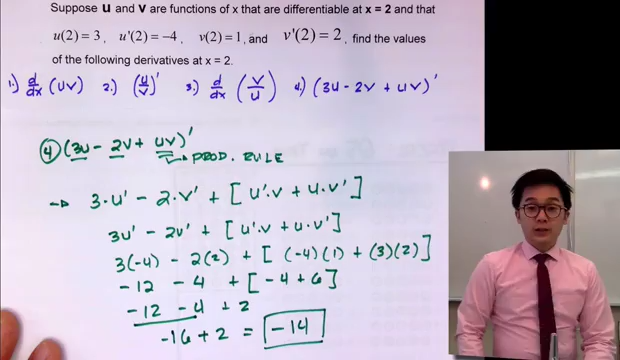 Suppose u and v are functions of x that are differentiable at x = 2 and that
u(2) = 3, u'(2) = −4, v(2) = 1, and v'(2) = 2, find the values
of the following derivatives at x = 2.
1.) d/dx (uv) 2.) (u/v)' 3.) d/dx (v/u) 4.) (3u - 2v + uv)'
④ (3u - 2v + uv)'
→ PROD. RULE
→ 3·u' - 2·v' + [u'·v + u·v']
3u' - 2v' + [u'·v + u·v']
3(-4) - 2(2) + [(-4)(1) + (3)(2)]
-12 - 4 + [-4+6]
-12 - 4 + 2
-16 + 2 = -14